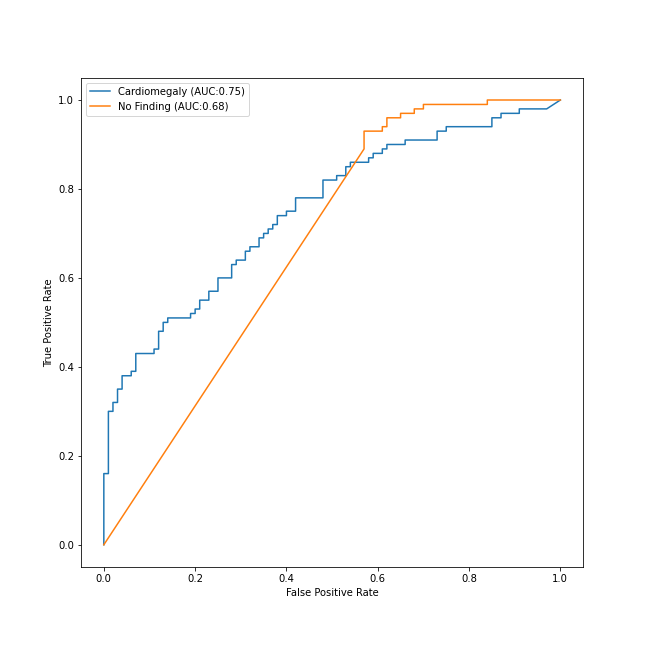 Cardiomegaly (AUC:0.75)
No Finding (AUC:0.68)
1.0
0.8
0.6
0.4
0.2
0.0
True Positive Rate
0.0 0.2 0.4 0.6 0.8 1.0
False Positive Rate